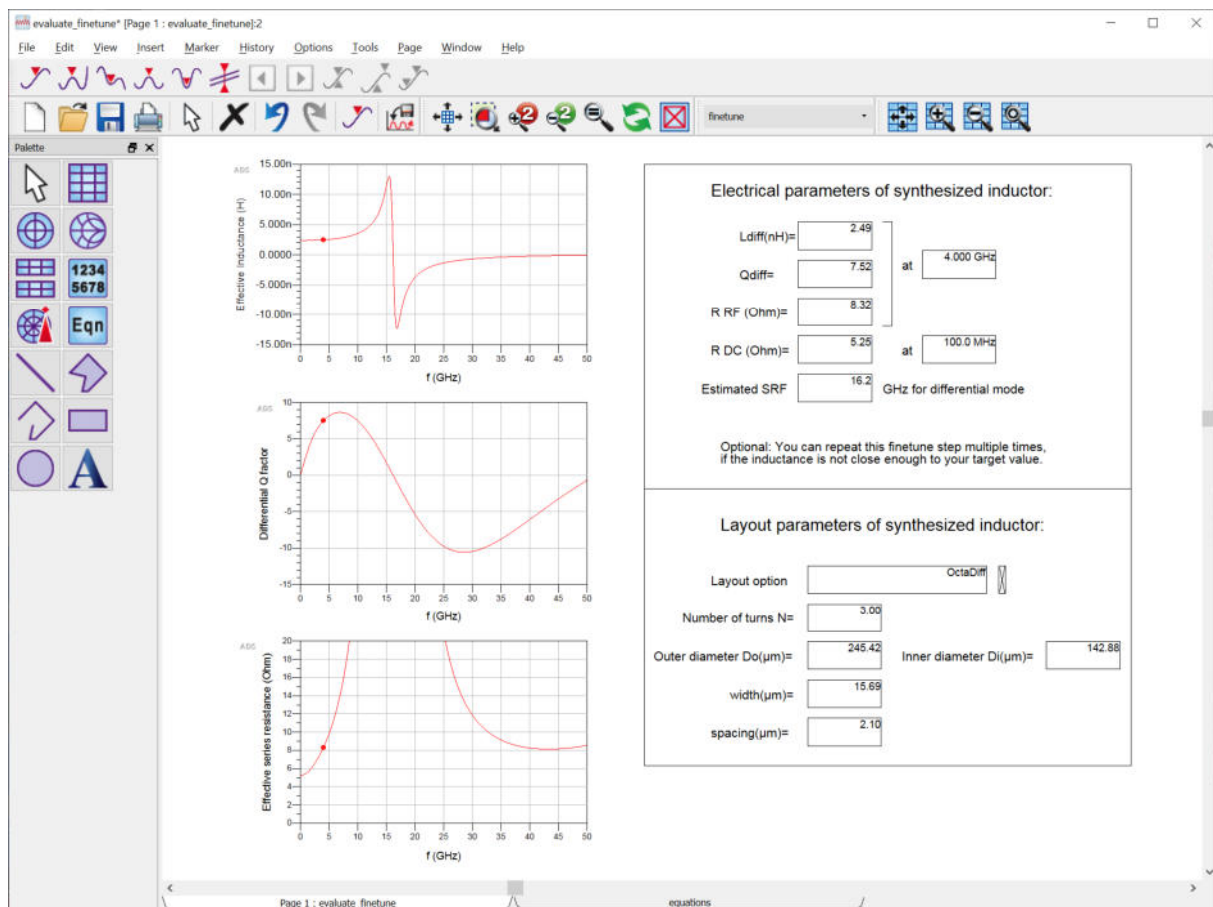 evaluate_finetune* [Page 1 : evaluate_finetune]:2
File Edit View Insert Marker History Options Tools Page Window Help
finetune
Palette
1234
5678
Eqn
A
ADS
Effective Inductance (H)
15.00n
10.00n
5.000n
0.0000
-5.000n
-10.00n
-15.00n
0 5 10 15 20 25 30 35 40 45 50
f (GHz)
ADS
Differential Q factor
10
5
0
-5
-10
-15
0 5 10 15 20 25 30 35 40 45 50
f (GHz)
ADS
Effective series resistance (Ohm)
20
18
16
14
12
10
8
6
4
2
0
0 5 10 15 20 25 30 35 40 45 50
f (GHz)
Electrical parameters of synthesized inductor:
Ldiff(nH)= 2.49
Qdiff= 7.52 at 4.000 GHz
R RF (Ohm)= 8.32
R DC (Ohm)= 5.25 at 100.0 MHz
Estimated SRF 16.2 GHz for differential mode
Optional: You can repeat this finetune step multiple times,
if the inductance is not close enough to your target value.
Layout parameters of synthesized inductor:
Layout option OctaDiff
Number of turns N= 3.00
Outer diameter Do(µm)= 245.42 Inner diameter Di(µm)= 142.88
width(µm)= 15.69
spacing(µm)= 2.10
Page 1 : evaluate_finetune equations